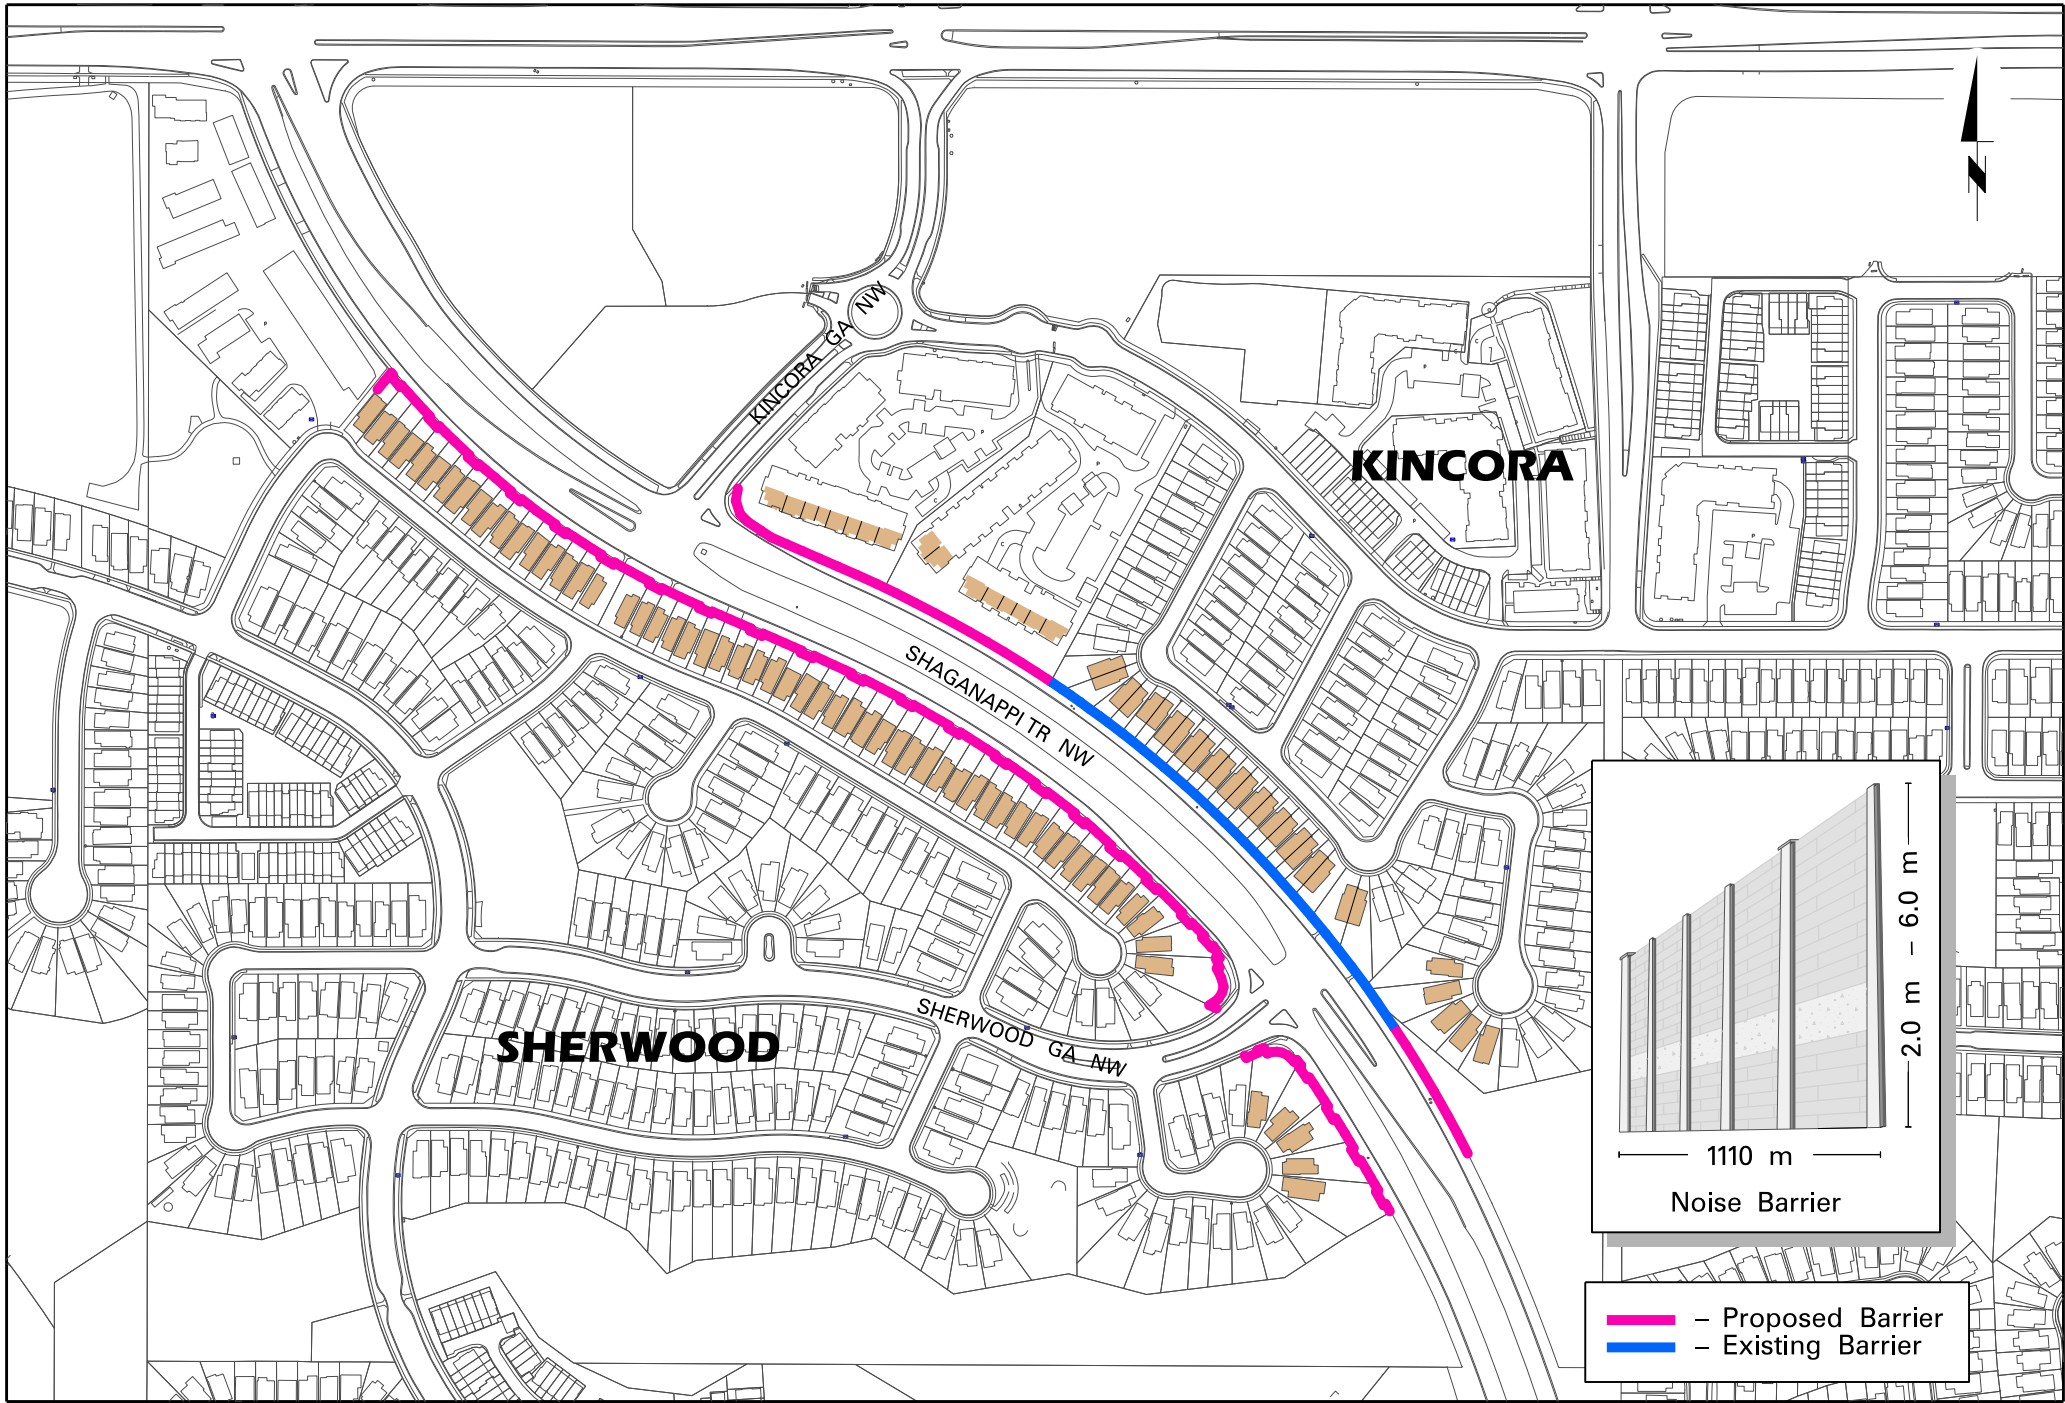 KINCORA GA NW
KINCORA
SHAGANAPPI TR NW
SHERWOOD GA NW
SHERWOOD
N
2.0 m – 6.0 m
1110 m
Noise Barrier
– Proposed Barrier
– Existing Barrier